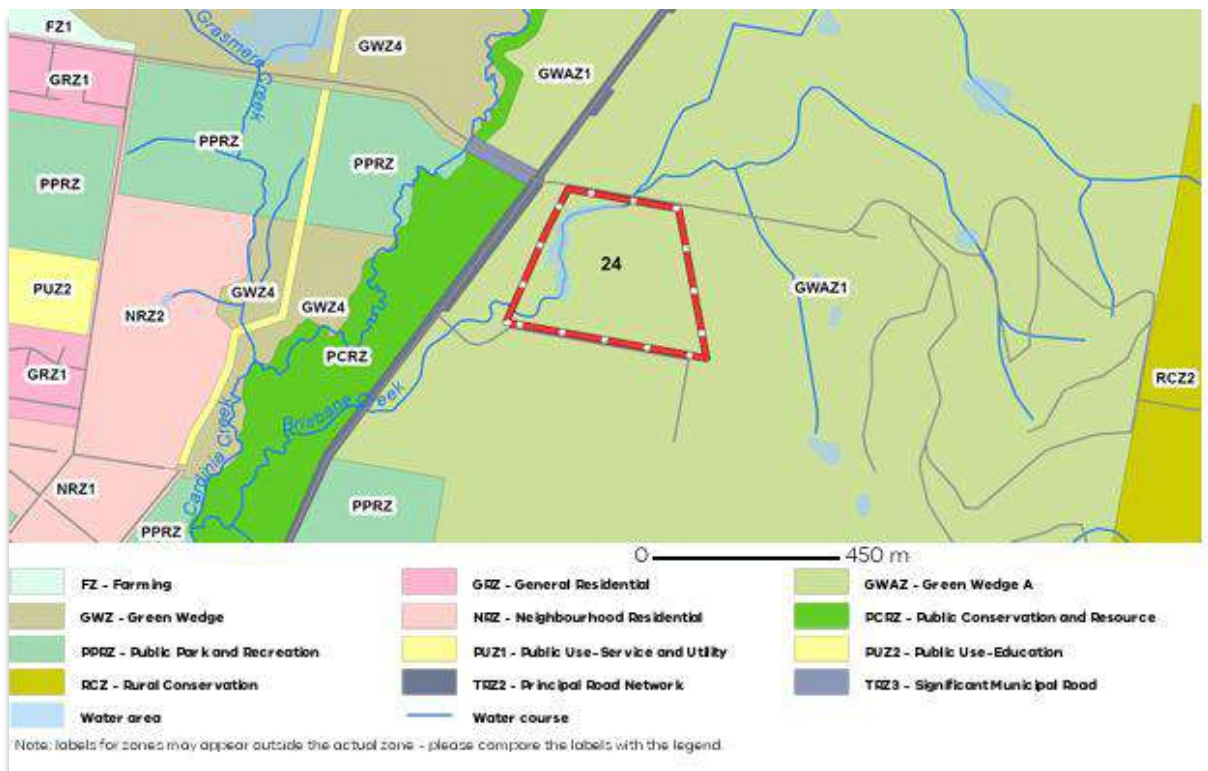 FZ1
GWZ4
GRZ1
GWAZ1
Grasmere Creek
PPRZ
PPRZ
PPRZ
24
PUZ2
GWZ4
GWZ4
GWAZ1
NRZ2
PCRZ
GRZ1
RCZ2
Brisbane Creek
Cardinia Creek
NRZ1
PPRZ
PPRZ
0 450 m
FZ - Farming
GRZ - General Residential
GWAZ - Green Wedge A
GWZ - Green Wedge
NRZ - Neighbourhood Residential
PCRZ - Public Conservation and Resource
PPRZ - Public Park and Recreation
PUZ1 - Public Use-Service and Utility
PUZ2 - Public Use-Education
RCZ - Rural Conservation
TRZ2 - Principal Road Network
TRZ3 - Significant Municipal Road
Water area
Water course
Note: labels for zones may appear outside the actual zone - please compare the labels with the legend.